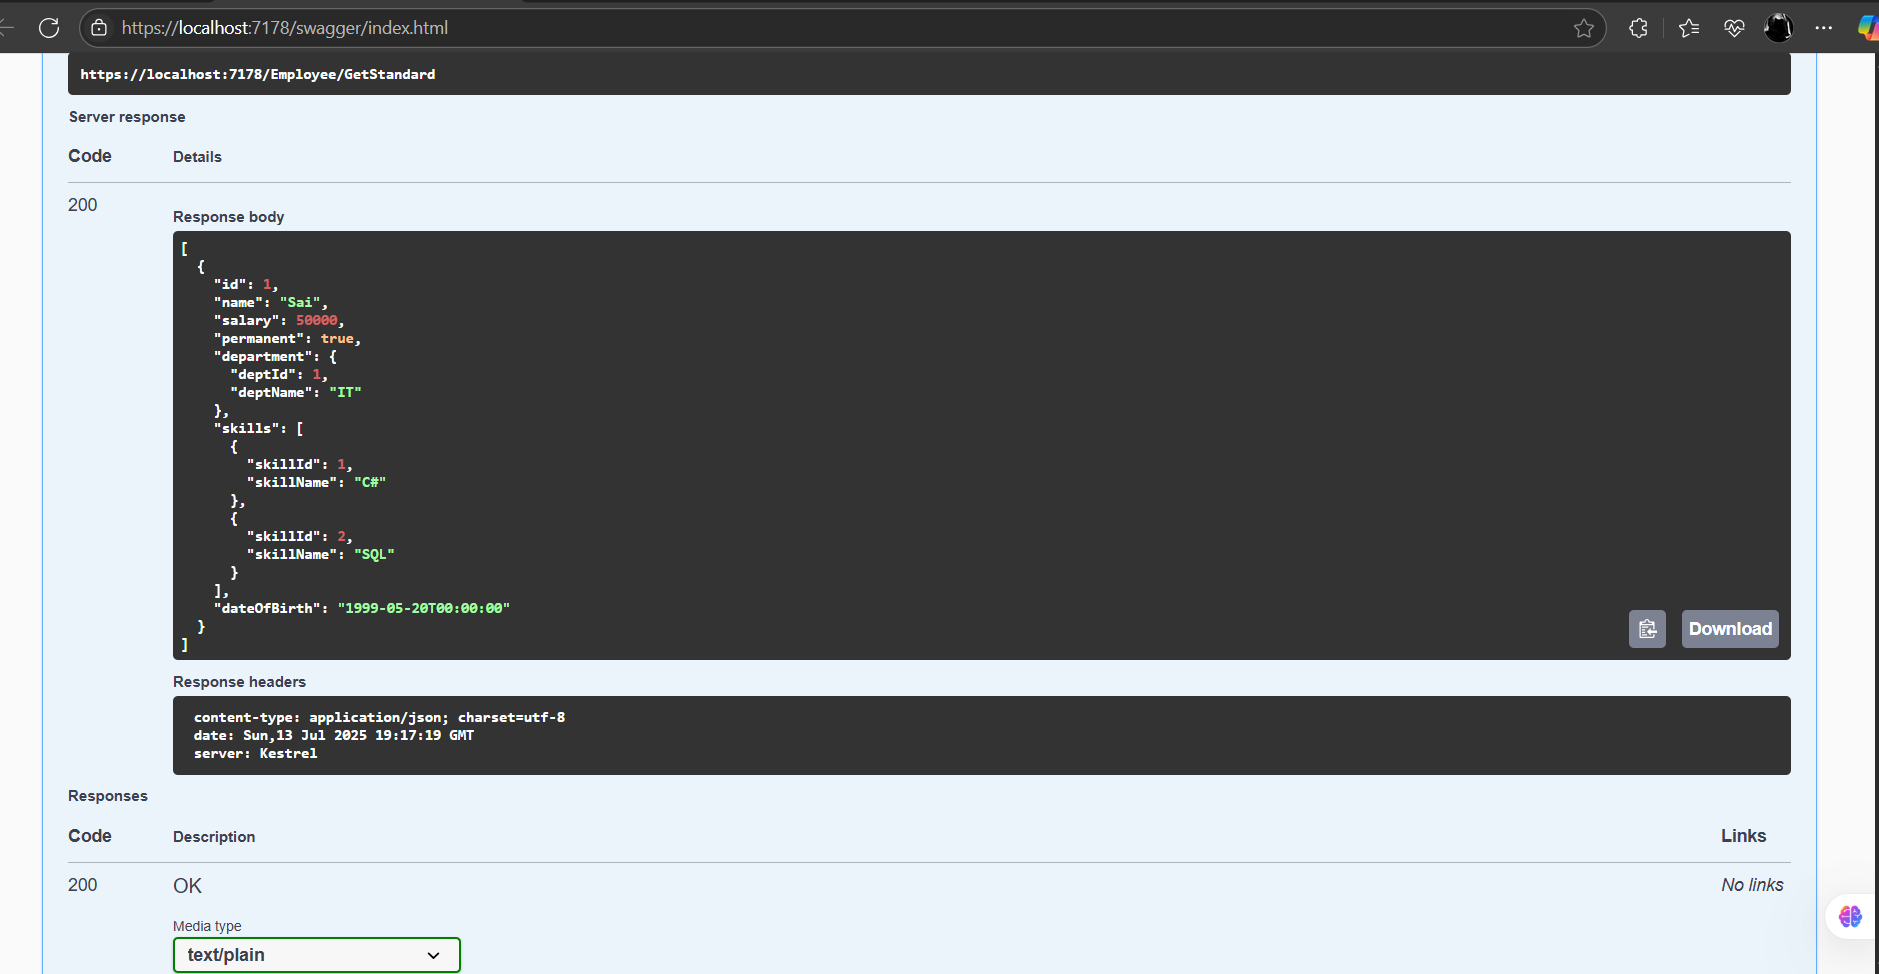 https://localhost:7178/swagger/index.html
https://localhost:7178/Employee/GetStandard
Server response
Code Details
200
Response body
[
  {
    "id": 1,
    "name": "Sai",
    "salary": 50000,
    "permanent": true,
    "department": {
      "deptId": 1,
      "deptName": "IT"
    },
    "skills": [
      {
        "skillId": 1,
        "skillName": "C#"
      },
      {
        "skillId": 2,
        "skillName": "SQL"
      }
    ],
    "dateOfBirth": "1999-05-20T00:00:00"
  }
]
Download
Response headers
content-type: application/json; charset=utf-8
date: Sun,13 Jul 2025 19:17:19 GMT
server: Kestrel
Responses
Code Description Links
200 OK No links
Media type
text/plain